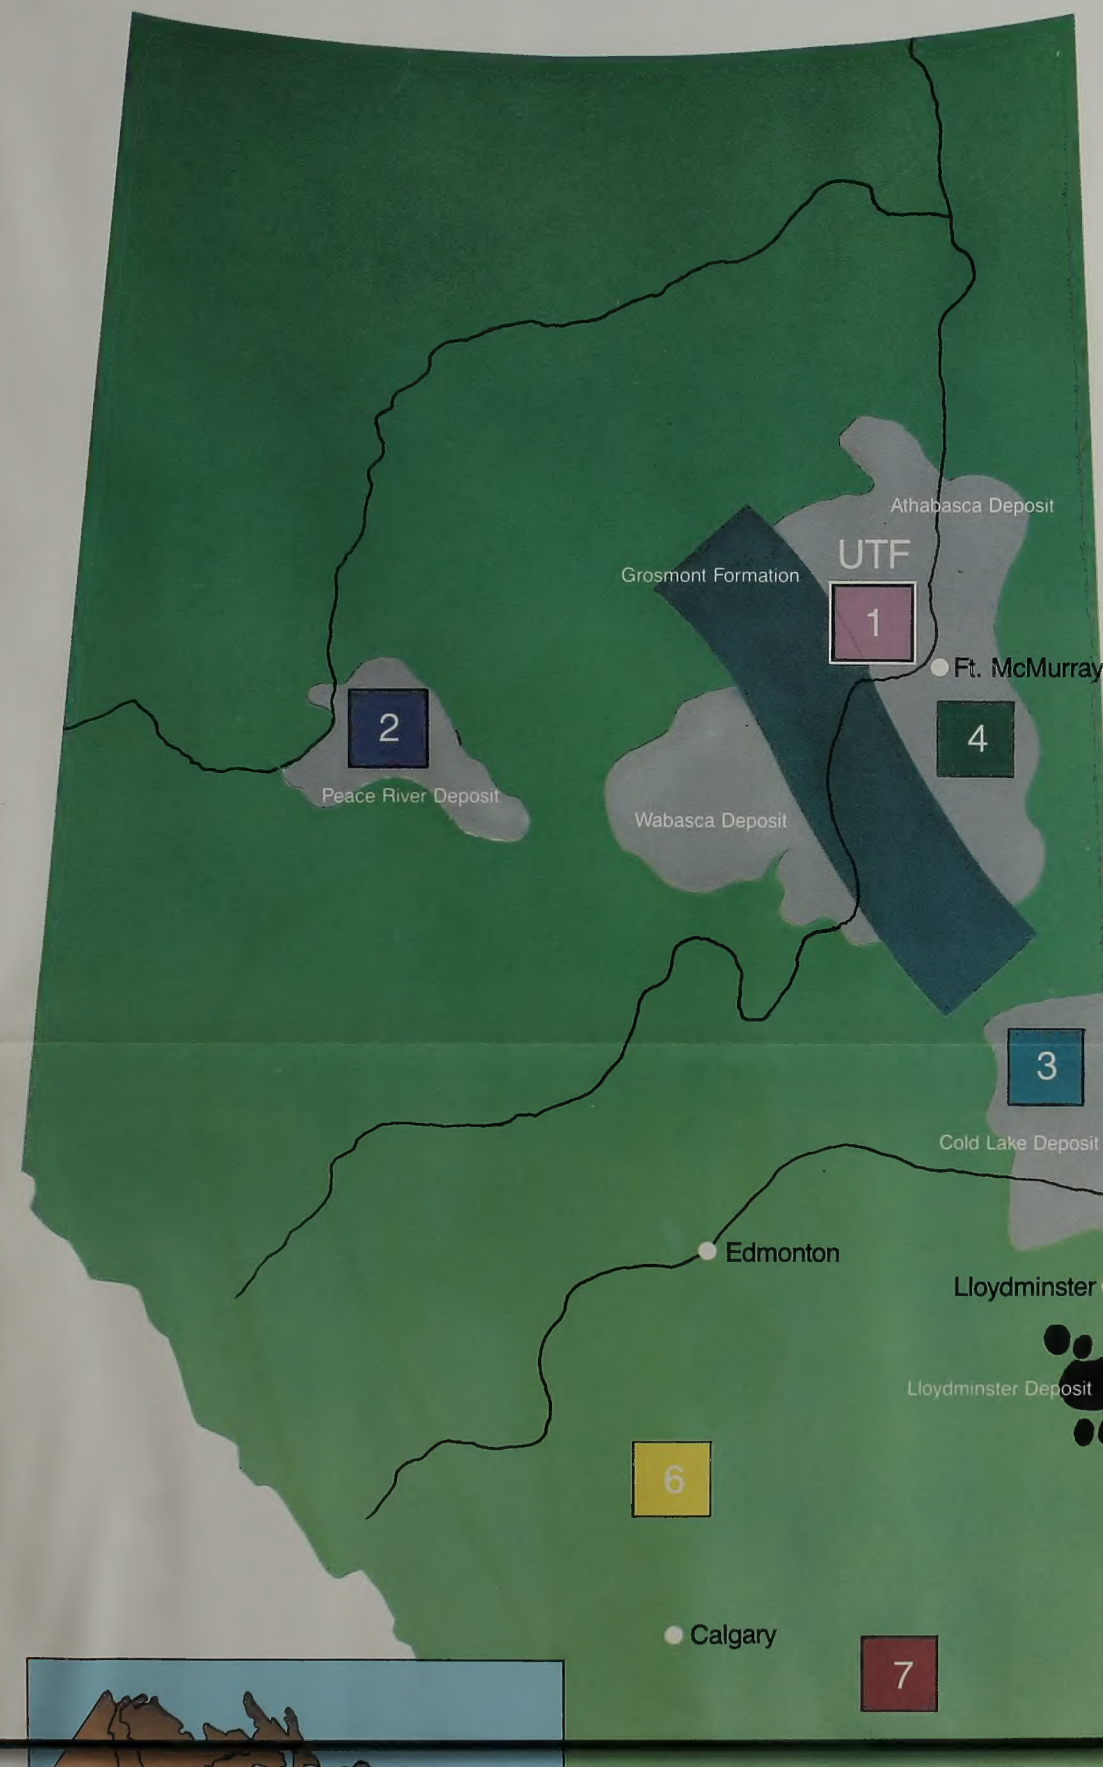 Athabasca Deposit
UTF
Grosmont Formation
1
Ft. McMurray
2
4
Peace River Deposit
Wabasca Deposit
3
Cold Lake Deposit
Edmonton
Lloydminster
Lloydminster Deposit
6
Calgary
7